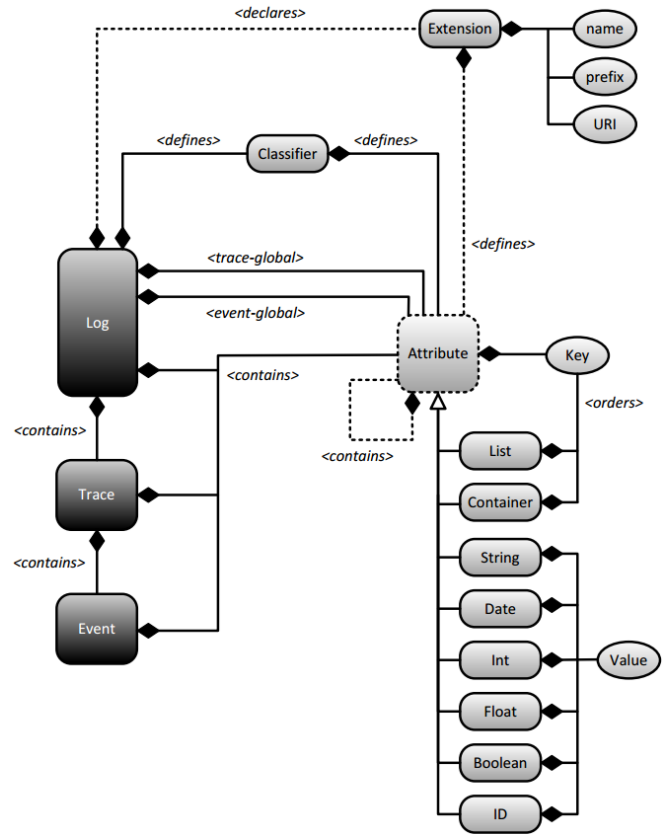 <declares>
Extension
name
prefix
URI
<defines>
Classifier
<defines>
<defines>
<trace-global>
<event-global>
Log
Attribute
Key
<contains>
<orders>
<contains>
<contains>
List
Trace
Container
String
<contains>
Date
Event
Int
Value
Float
Boolean
ID